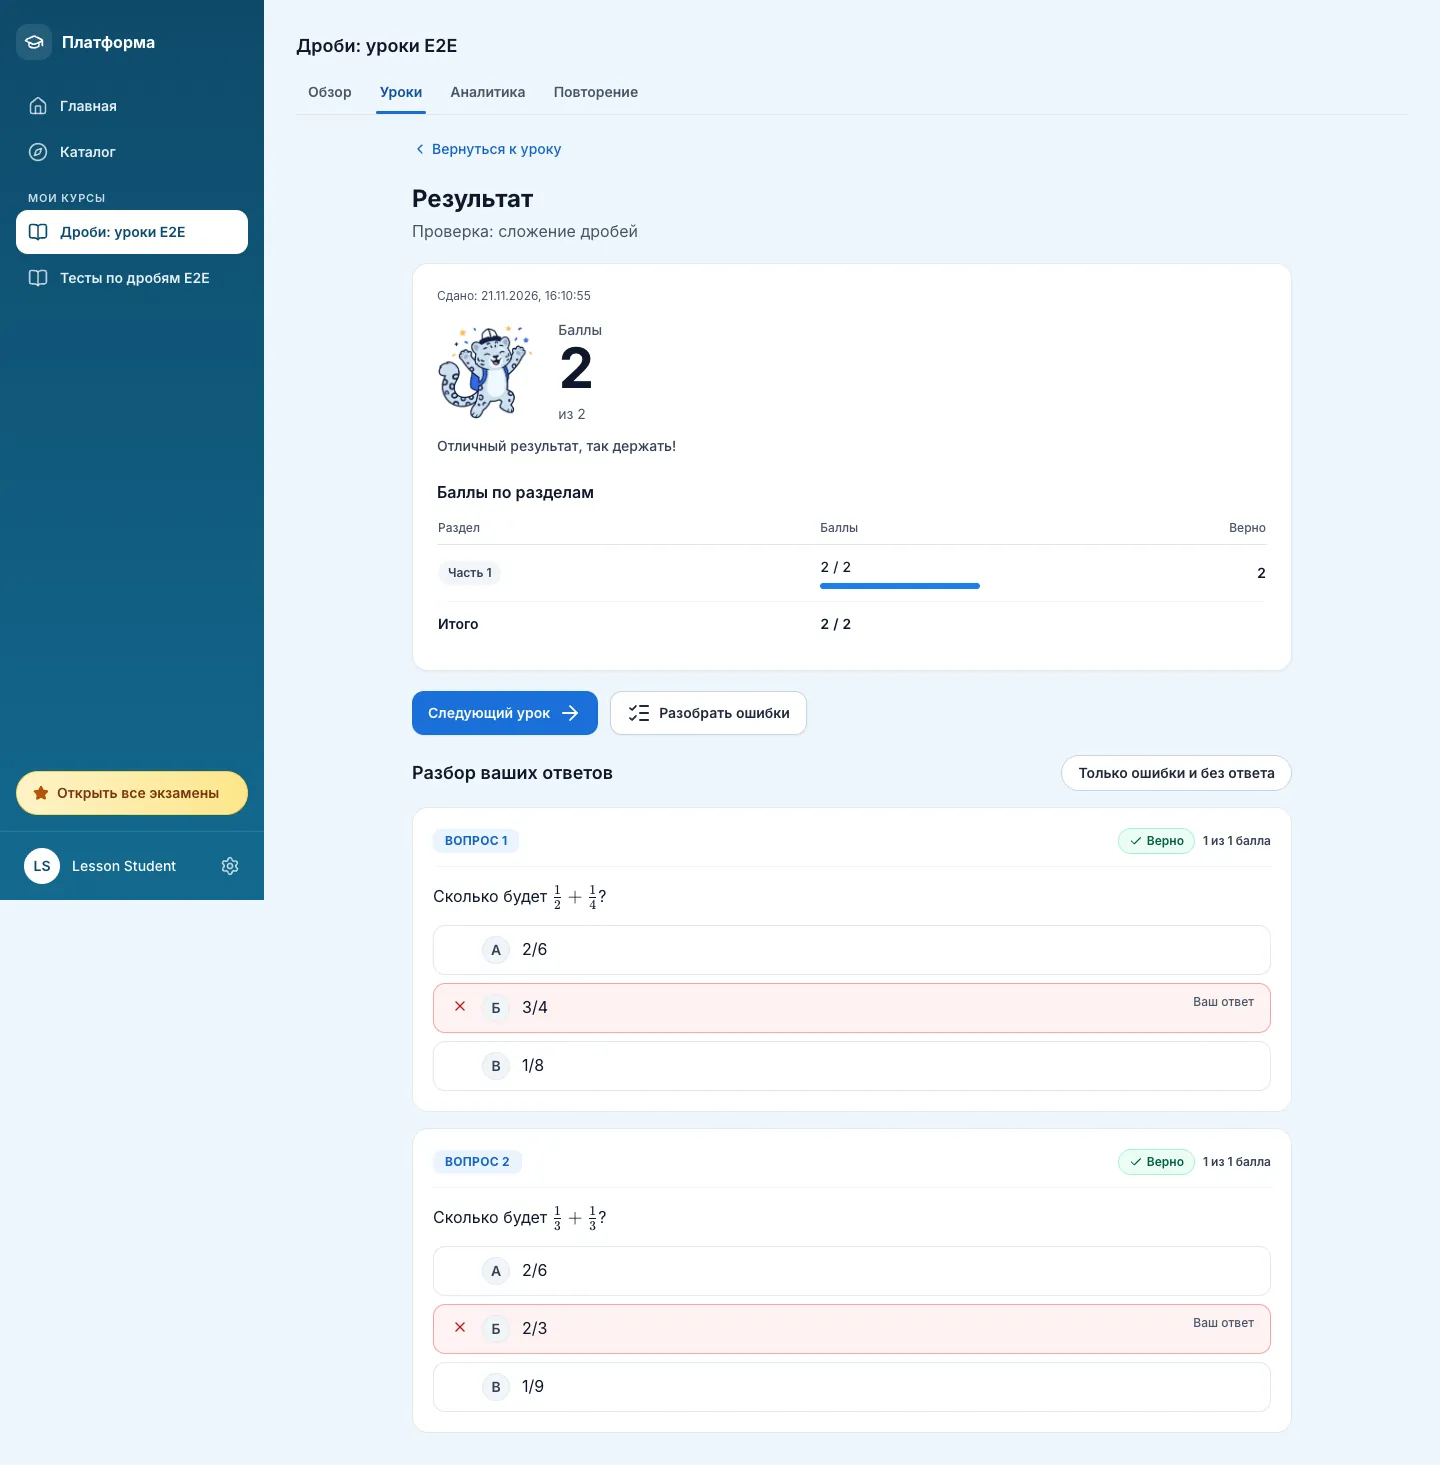 Платформа
Главная
Каталог
МОИ КУРСЫ
Дроби: уроки E2E
Тесты по дробям E2E
Открыть все экзамены
LS Lesson Student
Дроби: уроки E2E
Обзор Уроки Аналитика Повторение
Вернуться к уроку
Результат
Проверка: сложение дробей
Сдано: 21.11.2026, 16:10:55
Баллы
2
из 2
Отличный результат, так держать!
Баллы по разделам
Раздел Баллы Верно
Часть 1 2 / 2 2
Итого 2 / 2
Следующий урок Разобрать ошибки
Разбор ваших ответов Только ошибки и без ответа
ВОПРОС 1 Верно 1 из 1 балла
Сколько будет 1/2 + 1/4?
А 2/6
Б 3/4 Ваш ответ
В 1/8
ВОПРОС 2 Верно 1 из 1 балла
Сколько будет 1/3 + 1/3?
А 2/6
Б 2/3 Ваш ответ
В 1/9